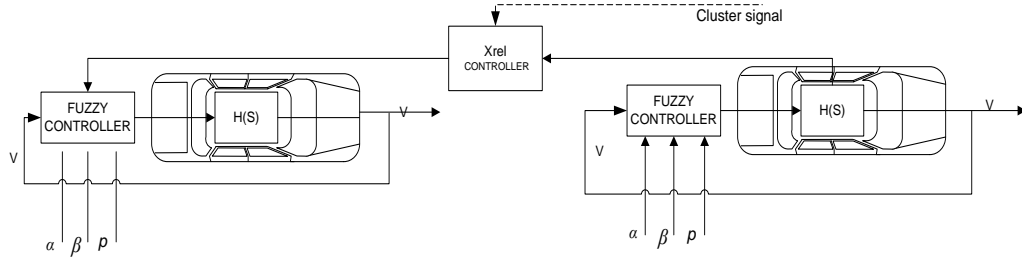 Cluster signal
Xrel
CONTROLLER
FUZZY
CONTROLLER
H(S)
V
V
α β p
FUZZY
CONTROLLER
H(S)
V
V
α β p